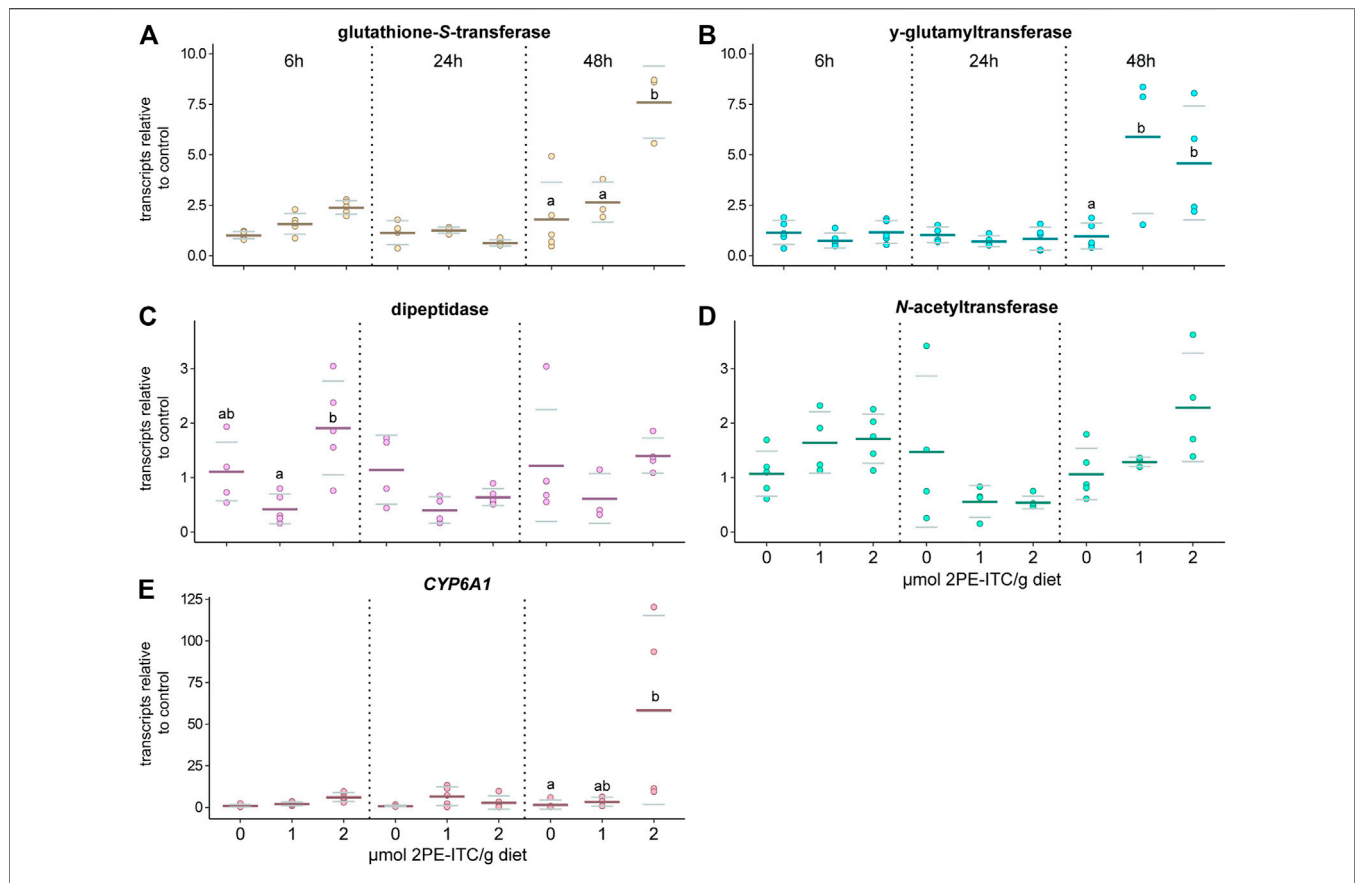 A
glutathione-S-transferase
B
y-glutamyltransferase
10.0
6h
24h
48h
10.0
6h
24h
48h
7.5
b
7.5
transcripts relative
to control
5.0
5.0
b
b
2.5
a
a
2.5
a
0.0
0.0
C
dipeptidase
D
N-acetyltransferase
3
3
transcripts relative
to control
ab
b
2
2
a
1
1
0
0
0 1 2 0 1 2 0 1 2
µmol 2PE-ITC/g diet
E
CYP6A1
125
100
transcripts relative
to control
75
b
50
25
a
ab
0
0 1 2 0 1 2 0 1 2
µmol 2PE-ITC/g diet